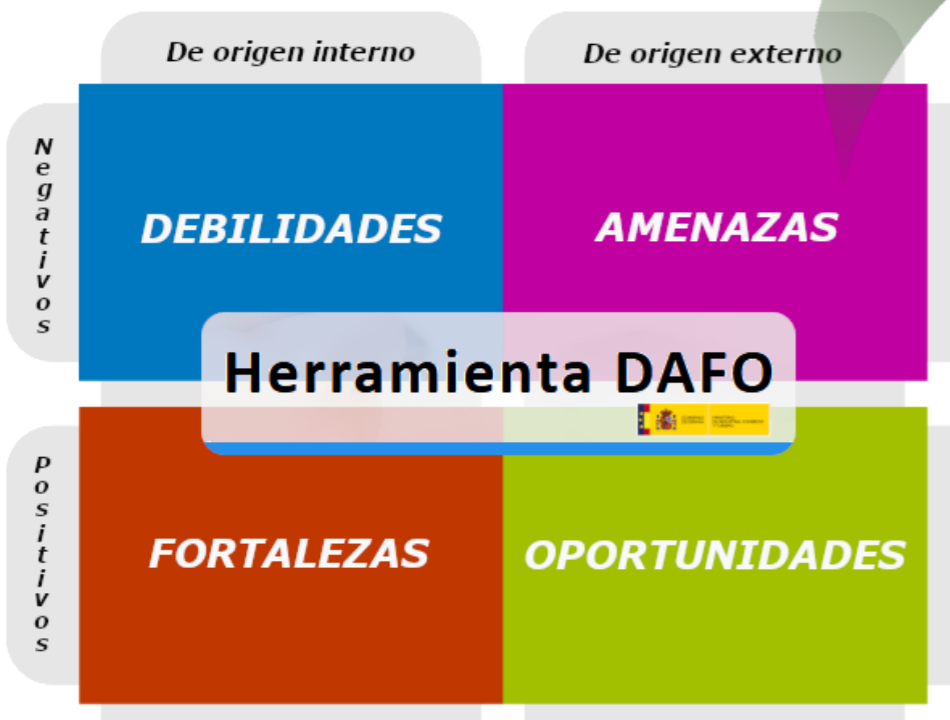 De origen interno
De origen externo
Negativos
DEBILIDADES
AMENAZAS
Herramienta DAFO
Positivos
FORTALEZAS
OPORTUNIDADES